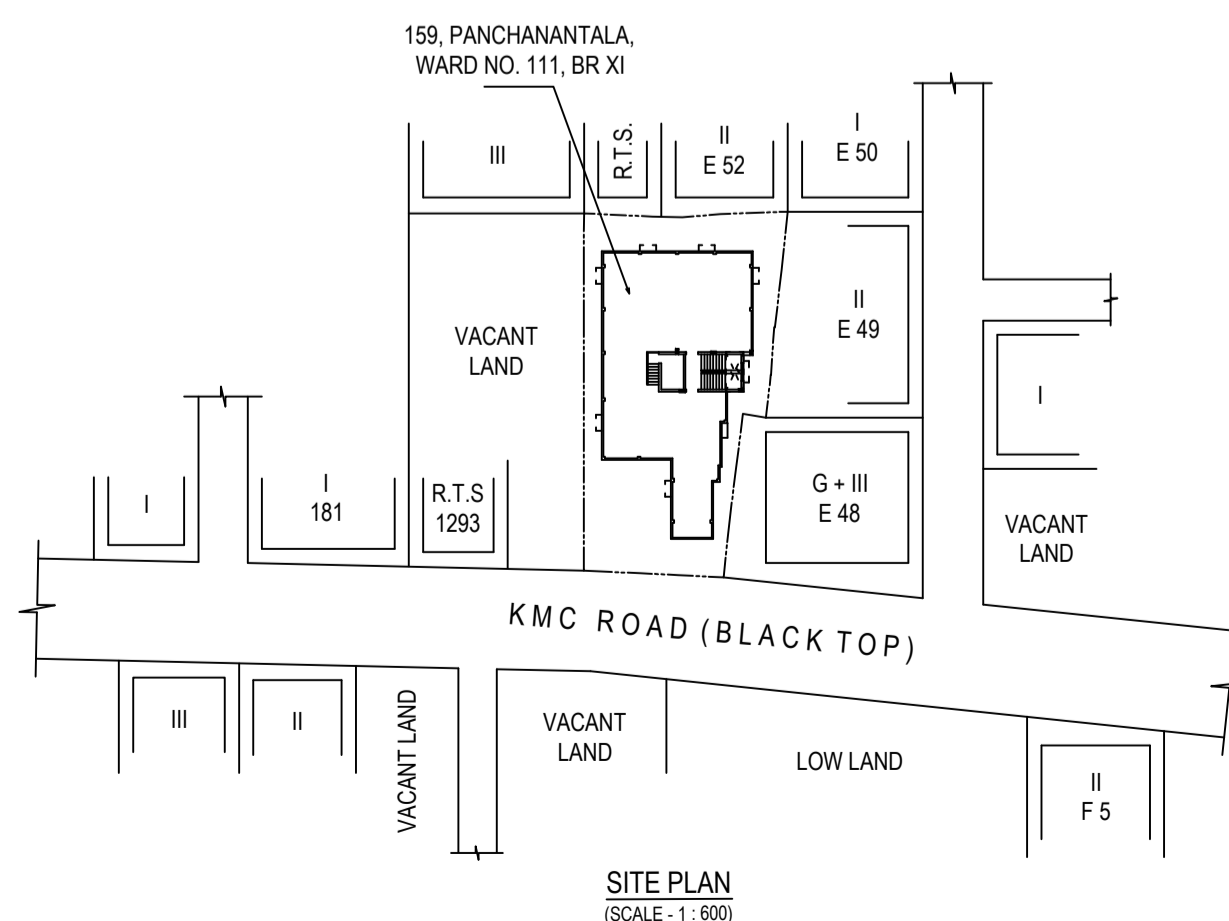 159, PANCHANANTALA,
WARD NO. 111, BR XI
III
R.T.S.
II
E 52
I
E 50
VACANT
LAND
II
E 49
I
I
I
181
R.T.S
1293
G + III
E 48
VACANT
LAND
KMC ROAD (BLACK TOP)
III
II
VACANT LAND
VACANT
LAND
LOW LAND
II
F 5
SITE PLAN
(SCALE - 1 : 600)